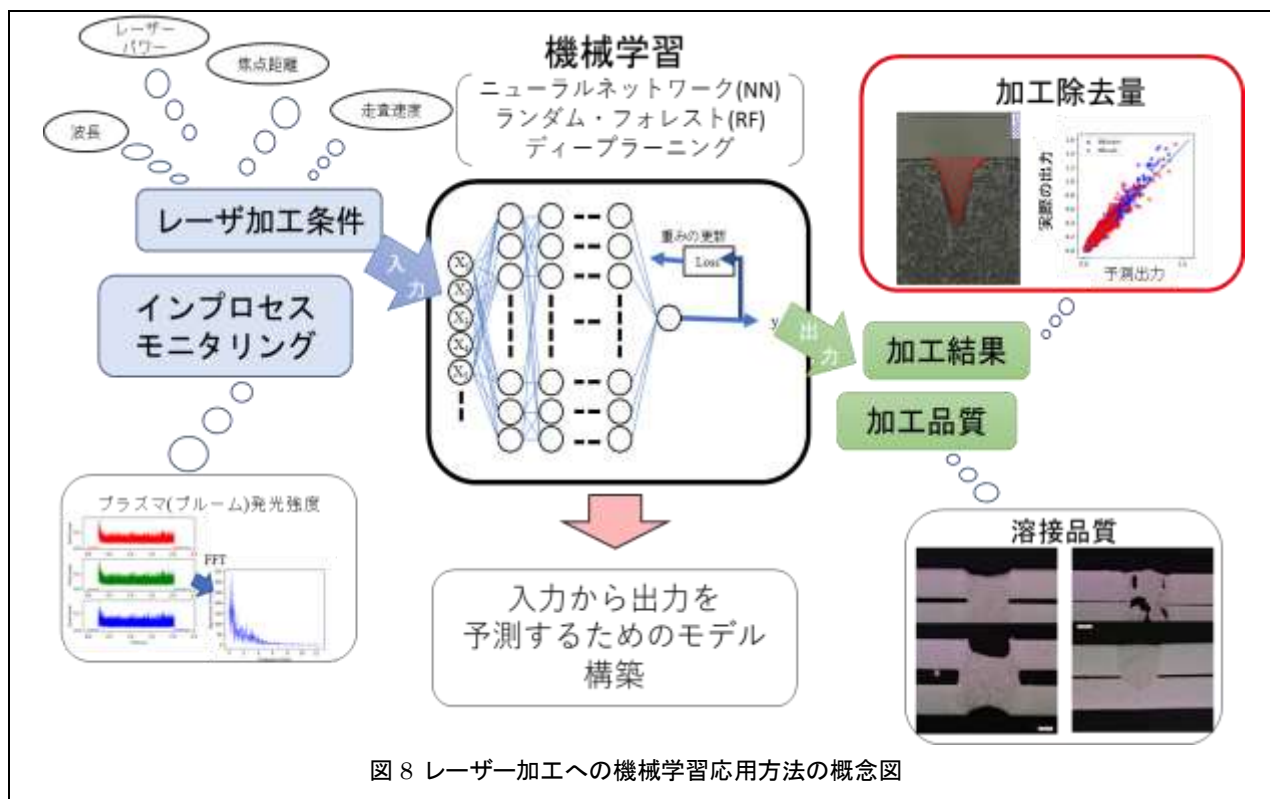 レーザー
パワー
焦点距離
走査速度
波長
機械学習
ニューラルネットワーク(NN)
ランダム・フォレスト(RF)
ディープラーニング
レーザ加工条件
インプロセス
モニタリング
入力
重みの更新
Loss
y
出力
加工除去量
実際の出力
予測出力
加工結果
加工品質
プラズマ(プルーム)発光強度
FFT
入力から出力を
予測するためのモデル
構築
溶接品質
図 8 レーザー加工への機械学習応用方法の概念図